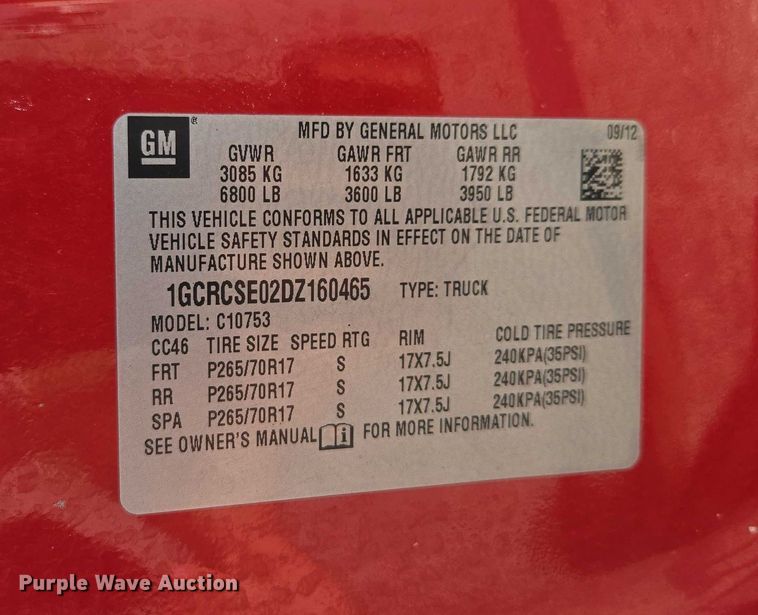 GM ® MFD BY GENERAL MOTORS LLC 09/12
GVWR GAWR FRT GAWR RR
3085 KG 1633 KG 1792 KG
6800 LB 3600 LB 3950 LB
THIS VEHICLE CONFORMS TO ALL APPLICABLE U.S. FEDERAL MOTOR
VEHICLE SAFETY STANDARDS IN EFFECT ON THE DATE OF
MANUFACTURE SHOWN ABOVE.
1GCRCSE02DZ160465 TYPE: TRUCK
MODEL: C10753
CC46 TIRE SIZE SPEED RTG RIM COLD TIRE PRESSURE
FRT P265/70R17 S 17X7.5J 240KPA(35PSI)
RR P265/70R17 S 17X7.5J 240KPA(35PSI)
SPA P265/70R17 S 17X7.5J 240KPA(35PSI)
SEE OWNER'S MANUAL i FOR MORE INFORMATION.
Purple Wave Auction